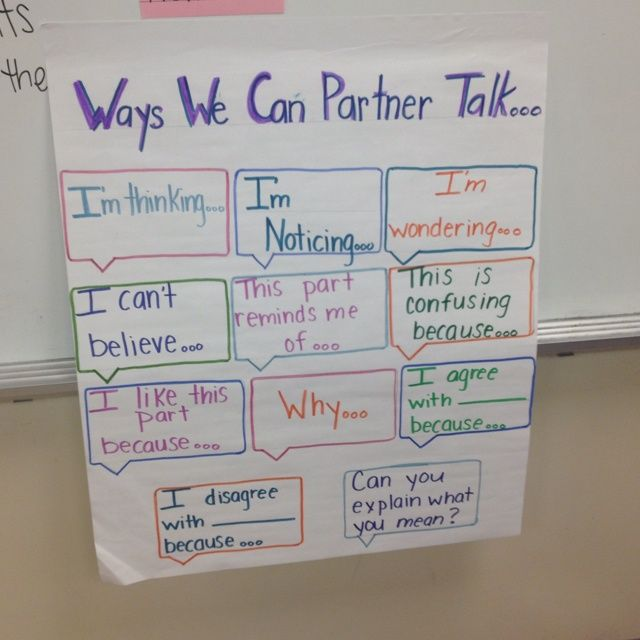 ts
the
Ways We Can Partner Talk...
I'm thinking...
I'm
Noticing...
I'm
wondering...
I can't
believe...
This part
reminds me
of...
This is
confusing
because...
I like this
part
because...
Why...
I agree
with ______
because...
I disagree
with ______
because...
Can you
explain what
you mean?